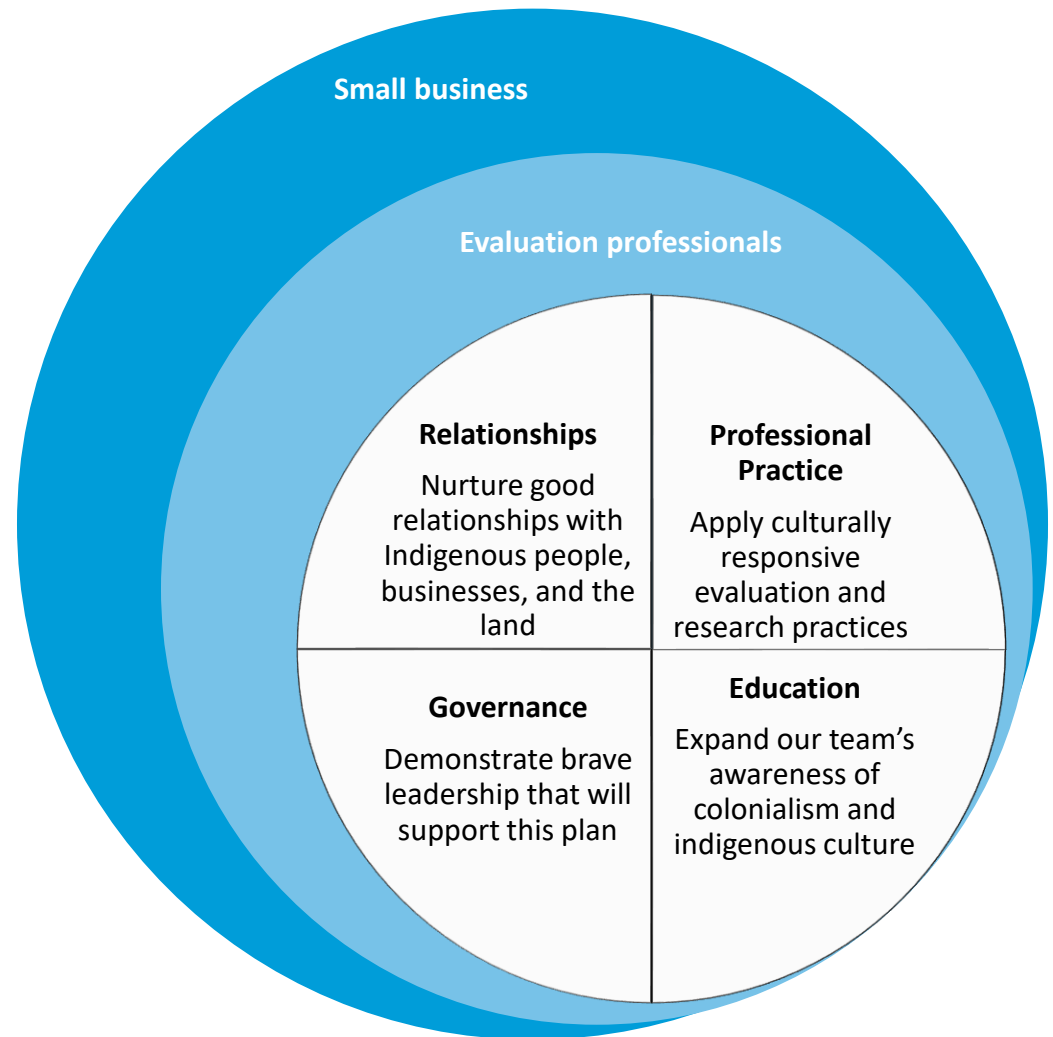 Small business
Evaluation professionals
Relationships
Nurture good
relationships with
Indigenous people,
businesses, and the
land
Professional
Practice
Apply culturally
responsive
evaluation and
research practices
Governance
Demonstrate brave
leadership that will
support this plan
Education
Expand our team’s
awareness of
colonialism and
indigenous culture